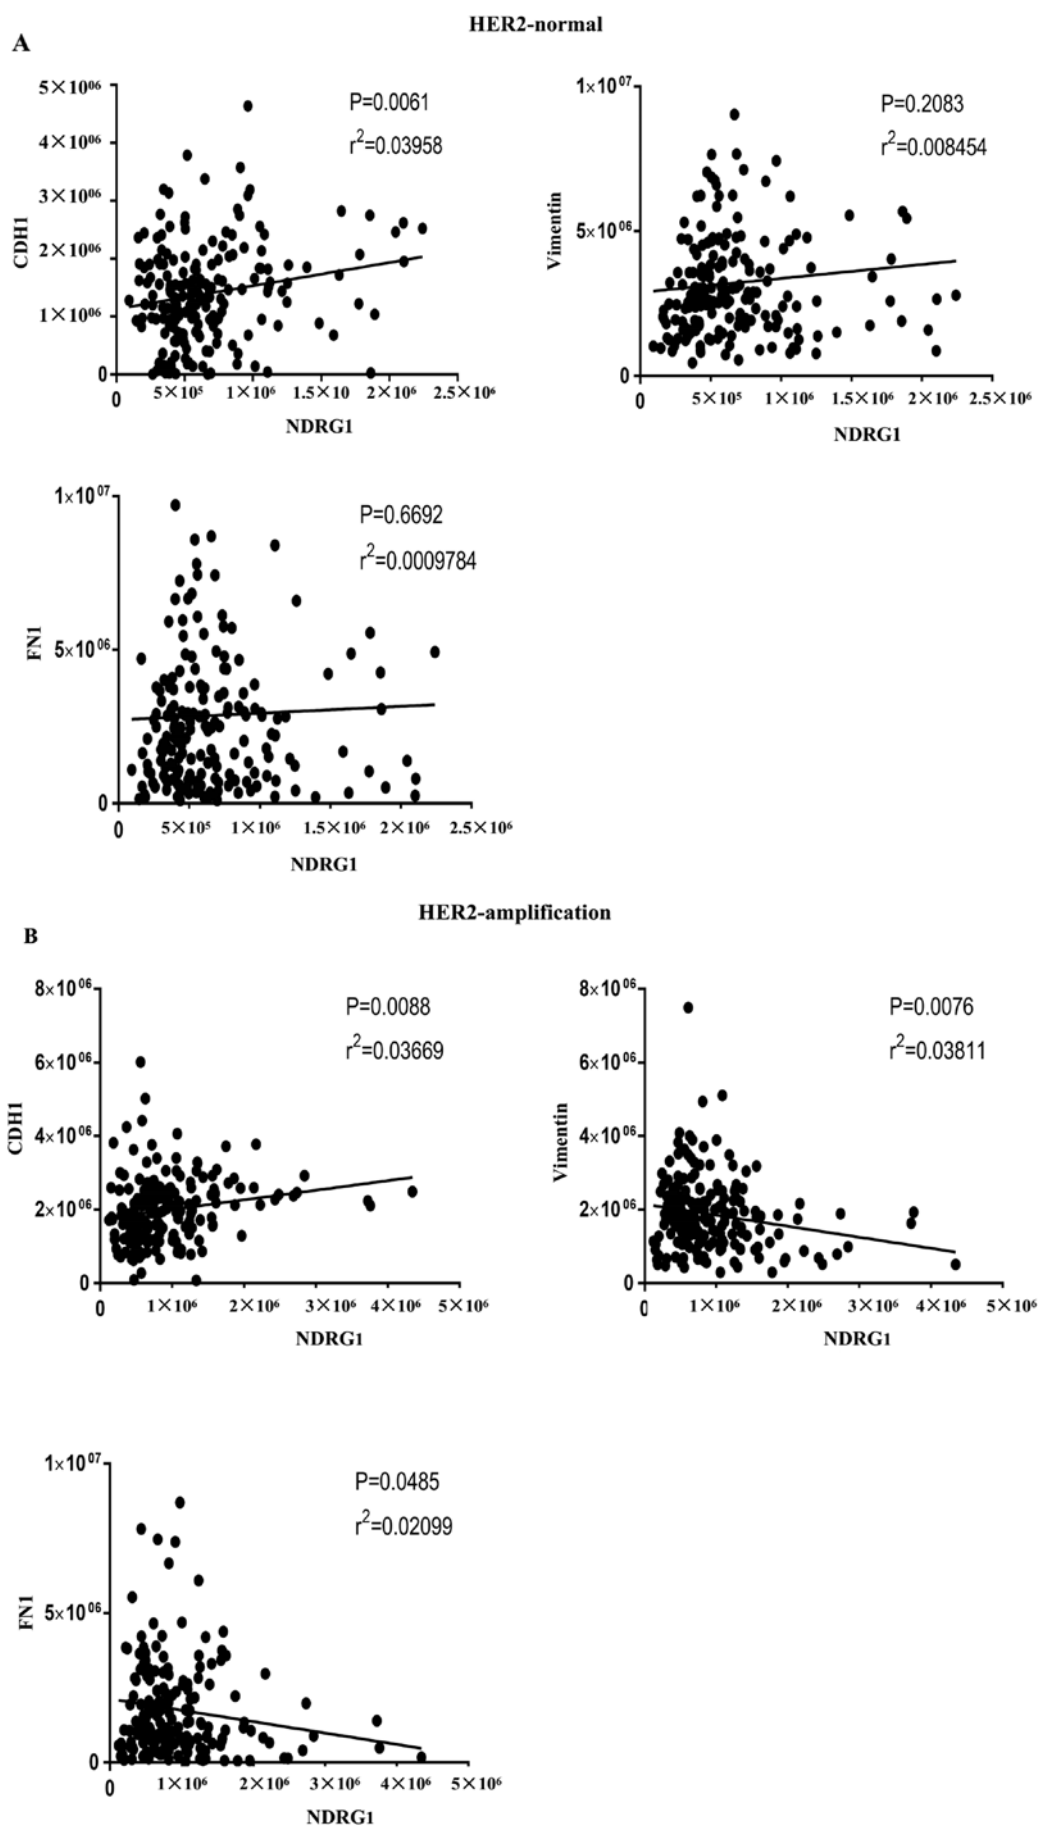 HER2-normal
A
5×10⁰⁶
4×10⁰⁶
3×10⁰⁶
2×10⁰⁶
1×10⁰⁶
0
CDH1
P=0.0061
r²=0.03958
0 5×10⁵ 1×10⁶ 1.5×10⁶ 2×10⁶ 2.5×10⁶
NDRG1
1×10⁰⁷
5×10⁰⁶
0
Vimentin
P=0.2083
r²=0.008454
0 5×10⁵ 1×10⁶ 1.5×10⁶ 2×10⁶ 2.5×10⁶
NDRG1
1×10⁰⁷
5×10⁰⁶
0
FN1
P=0.6692
r²=0.0009784
0 5×10⁵ 1×10⁶ 1.5×10⁶ 2×10⁶ 2.5×10⁶
NDRG1
HER2-amplification
B
8×10⁰⁶
6×10⁰⁶
4×10⁰⁶
2×10⁰⁶
0
CDH1
P=0.0088
r²=0.03669
0 1×10⁶ 2×10⁶ 3×10⁶ 4×10⁶ 5×10⁶
NDRG1
8×10⁰⁶
6×10⁰⁶
4×10⁰⁶
2×10⁰⁶
0
Vimentin
P=0.0076
r²=0.03811
0 1×10⁶ 2×10⁶ 3×10⁶ 4×10⁶ 5×10⁶
NDRG1
1×10⁰⁷
5×10⁰⁶
0
FN1
P=0.0485
r²=0.02099
0 1×10⁶ 2×10⁶ 3×10⁶ 4×10⁶ 5×10⁶
NDRG1